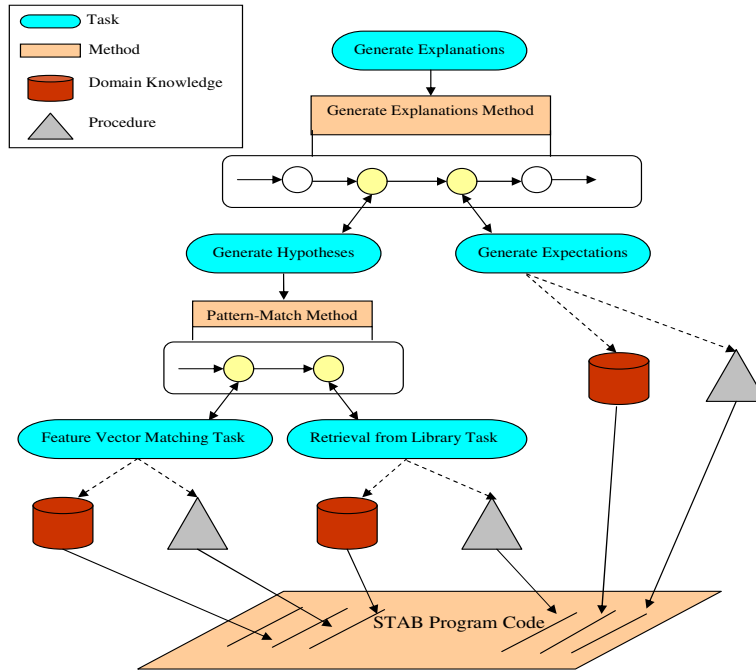 Task
Method
Domain Knowledge
Procedure
Generate Explanations
Generate Explanations Method
Generate Hypotheses
Generate Expectations
Pattern-Match Method
Feature Vector Matching Task
Retrieval from Library Task
STAB Program Code